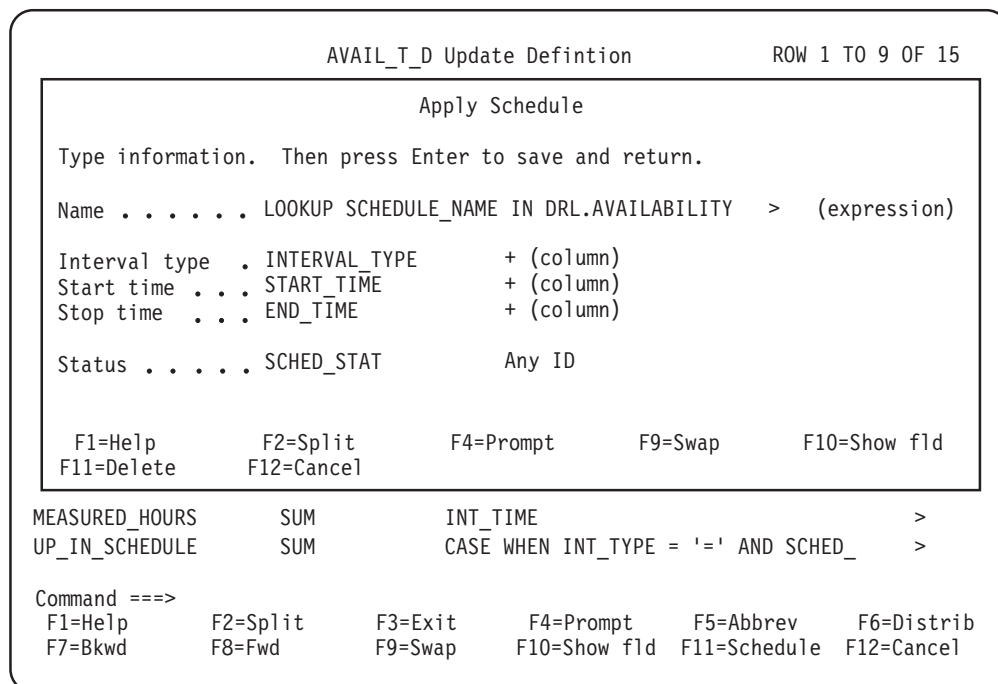 AVAIL_T_D Update Defintion ROW 1 TO 9 OF 15
Apply Schedule
Type information. Then press Enter to save and return.
Name . . . . . . LOOKUP SCHEDULE_NAME IN DRL.AVAILABILITY > (expression)
Interval type . INTERVAL_TYPE + (column)
Start time . . . START_TIME + (column)
Stop time . . . END_TIME + (column)
Status . . . . . SCHED_STAT Any ID
F1=Help F2=Split F4=Prompt F9=Swap F10=Show fld
F11=Delete F12=Cancel
MEASURED_HOURS SUM INT_TIME >
UP_IN_SCHEDULE SUM CASE WHEN INT_TYPE = '=' AND SCHED_ >
Command ===>
F1=Help F2=Split F3=Exit F4=Prompt F5=Abbrev F6=Distrib
F7=Bkwd F8=Fwd F9=Swap F10=Show fld F11=Schedule F12=Cancel